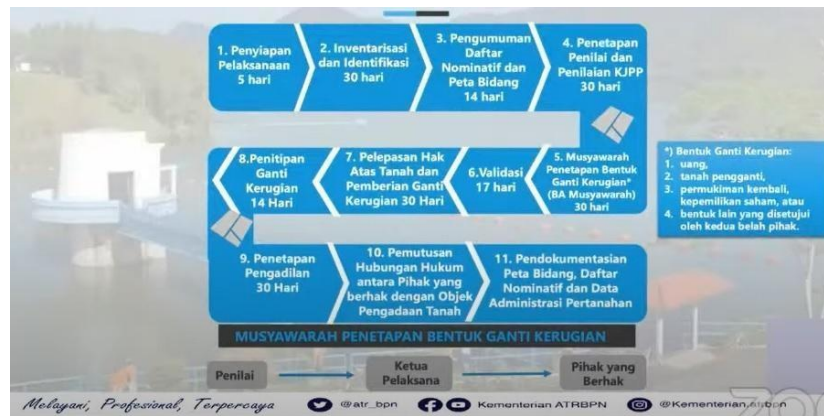 1. Penyiapan
Pelaksanaan
5 hari
2. Inventarisasi
dan Identifikasi
30 hari
3. Pengumuman
Daftar
Nominatif dan
Peta Bidang
14 hari
4. Penetapan
Penilai dan
Penilaian KJPP
30 hari
5. Musyawarah
Penetapan Bentuk
Ganti Kerugian*
(BA Musyawarah)
30 hari
6.Validasi
17 hari
7. Pelepasan Hak
Atas Tanah dan
Pemberian Ganti
Kerugian 30 Hari
8.Penitipan
Ganti
Kerugian
14 Hari
*) Bentuk Ganti Kerugian:
1. uang,
2. tanah pengganti,
3. permukiman kembali,
kepemilikan saham, atau
4. bentuk lain yang disetujui
oleh kedua belah pihak.
9. Penetapan
Pengadilan
30 Hari
10. Pemutusan
Hubungan Hukum
antara Pihak yang
berhak dengan Objek
Pengadaan Tanah
11. Pendokumentasian
Peta Bidang, Daftar
Nominatif dan Data
Administrasi Pertanahan
MUSYAWARAH PENETAPAN BENTUK GANTI KERUGIAN
Penilai
Ketua
Pelaksana
Pihak yang
Berhak
Melayani, Profesional, Terpercaya
@atr_bpn
Kementerian ATRBPN
@Kementerian.atrbpn